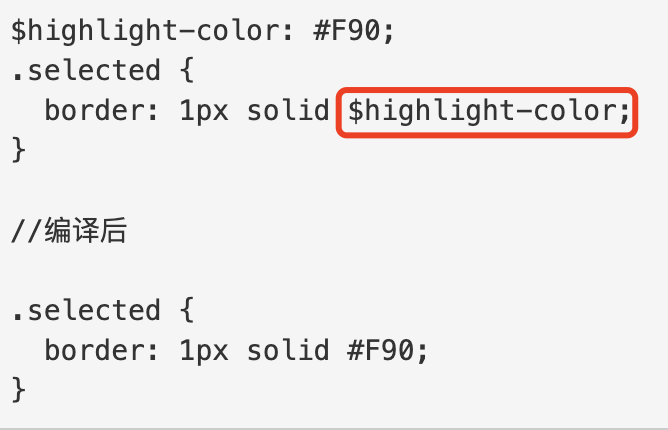 $highlight-color: #F90;
.selected {
  border: 1px solid $highlight-color;
}
//编译后
.selected {
  border: 1px solid #F90;
}